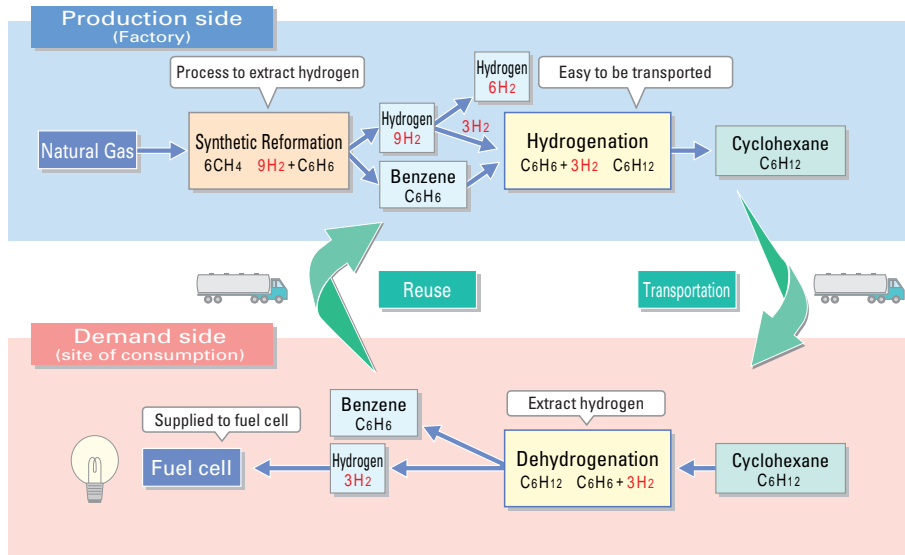 Production side
(Factory)
Process to extract hydrogen
Hydrogen
6H2
Easy to be transported
Natural Gas
Synthetic Reformation
6CH4 9H2+C6H6
Hydrogen
9H2
3H2
Benzene
C6H6
Hydrogenation
C6H6+3H2 C6H12
Cyclohexane
C6H12
Reuse
Transportation
Demand side
(site of consumption)
Supplied to fuel cell
Fuel cell
Benzene
C6H6
Hydrogen
3H2
Extract hydrogen
Dehydrogenation
C6H12 C6H6+3H2
Cyclohexane
C6H12